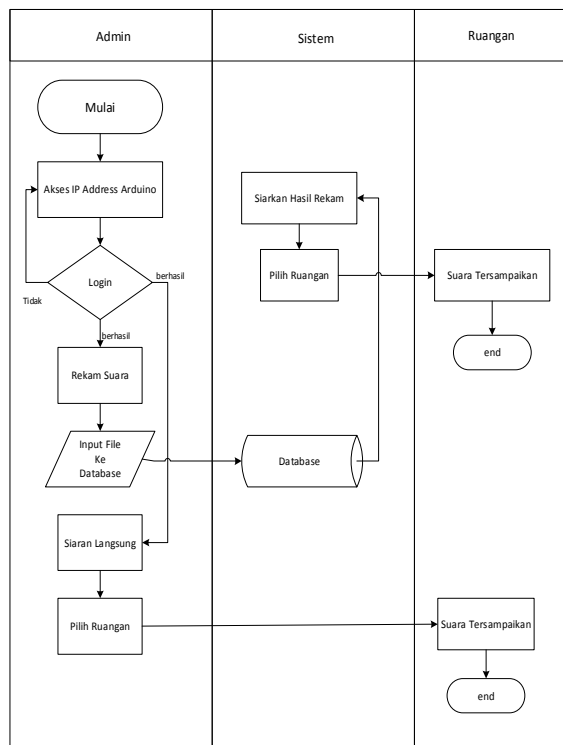 Admin
Sistem
Ruangan
Mulai
Akses IP Address Arduino
Login
berhasil
Tidak
berhasil
Rekam Suara
Input File
Ke
Database
Siaran Langsung
Pilih Ruangan
Siarkan Hasil Rekam
Pilih Ruangan
Database
Suara Tersampaikan
end
Suara Tersampaikan
end